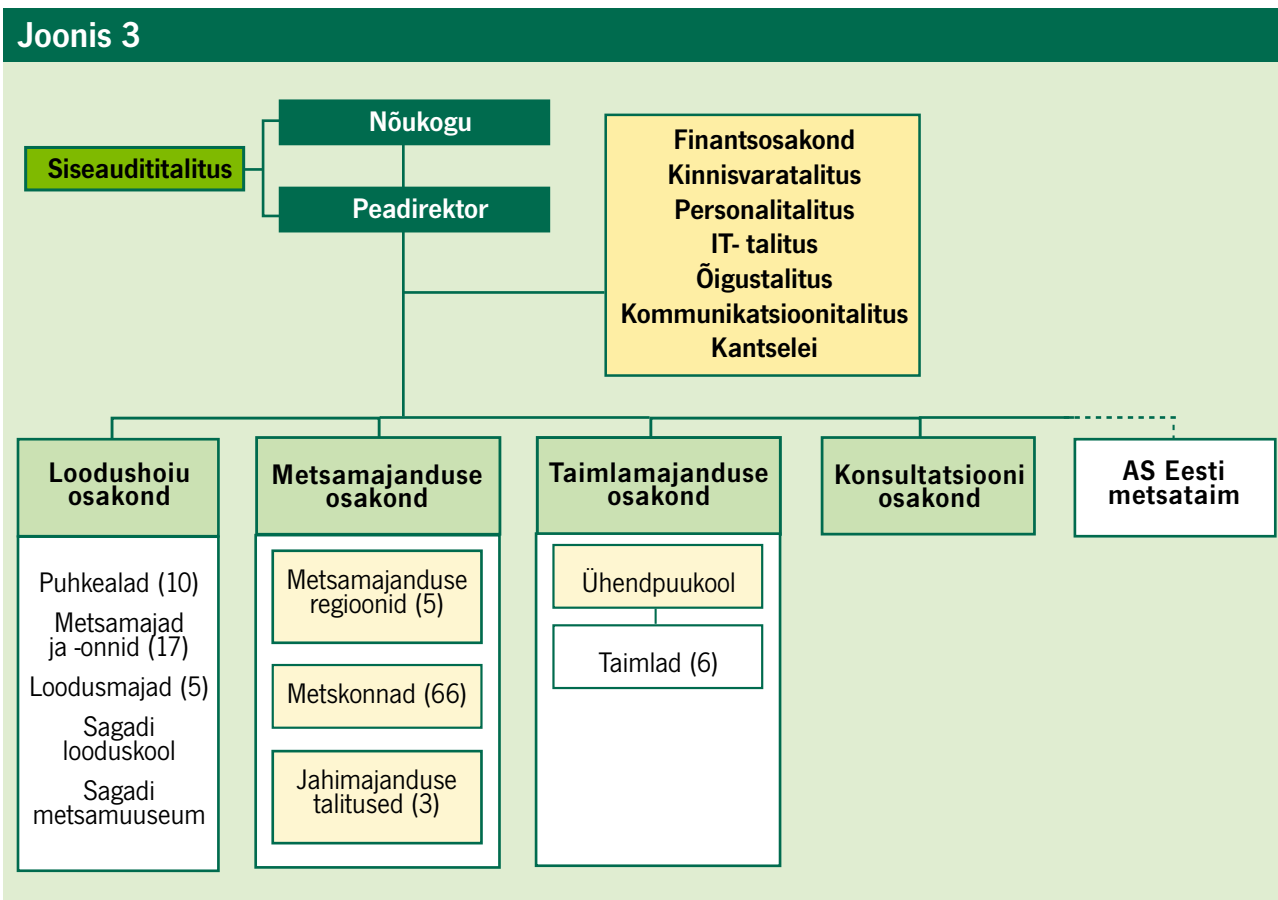 Joonis 3
Nõukogu
Siseaudititalitus
Peadirektor
Finantsosakond
Kinnisvaratalitus
Personalitalitus
IT- talitus
Õigustalitus
Kommunikatsioonitalitus
Kantselei
Loodushoiu
osakond
Puhkealad (10)
Metsamajad
ja -onnid (17)
Loodusmajad (5)
Sagadi
looduskool
Sagadi
metsamuuseum
Metsamajanduse
osakond
Metsamajanduse
regioonid (5)
Metskonnad (66)
Jahimajanduse
talitused (3)
Taimlamajanduse
osakond
Ühendpuukool
Taimlad (6)
Konsultatsiooni
osakond
AS Eesti
metsataim